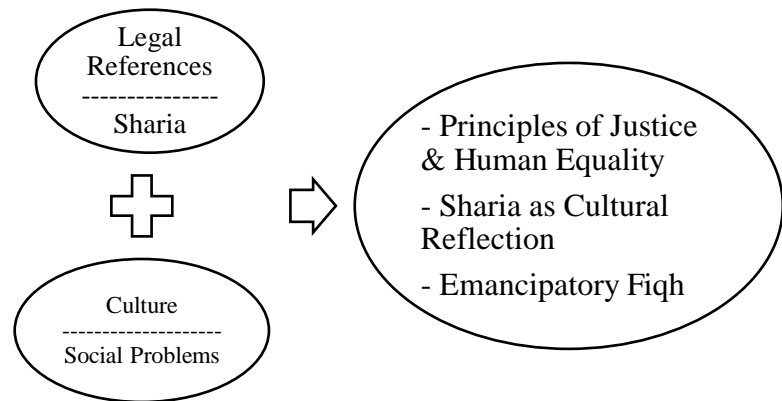 Legal
References
---------------
Sharia
Culture
---------------------
Social Problems
- Principles of Justice
& Human Equality
- Sharia as Cultural
Reflection
- Emancipatory Fiqh